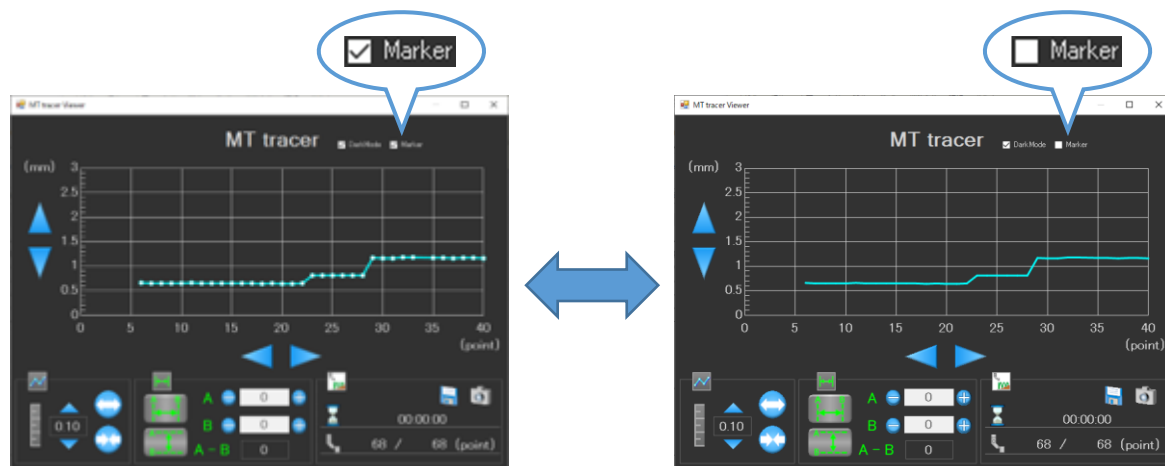 Marker
MT tracer Viewer
MT tracer
DarkMode
Marker
(mm)
3
2.5
2
1.5
1
0.5
0
0 5 10 15 20 25 30 35 40
(point)
0.10
A 0
B 0
A - B 0
00:00:00
68 / 68 (point)
Marker
MT tracer Viewer
MT tracer
DarkMode
Marker
(mm)
3
2.5
2
1.5
1
0.5
0
0 5 10 15 20 25 30 35 40
(point)
0.10
A 0
B 0
A - B 0
00:00:00
68 / 68 (point)